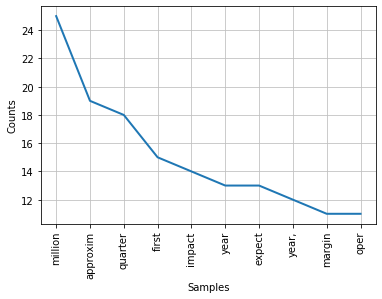 24
22
20
18
16
14
12
Counts
million
approxim
quarter
first
impact
year
expect
year,
margin
oper
Samples